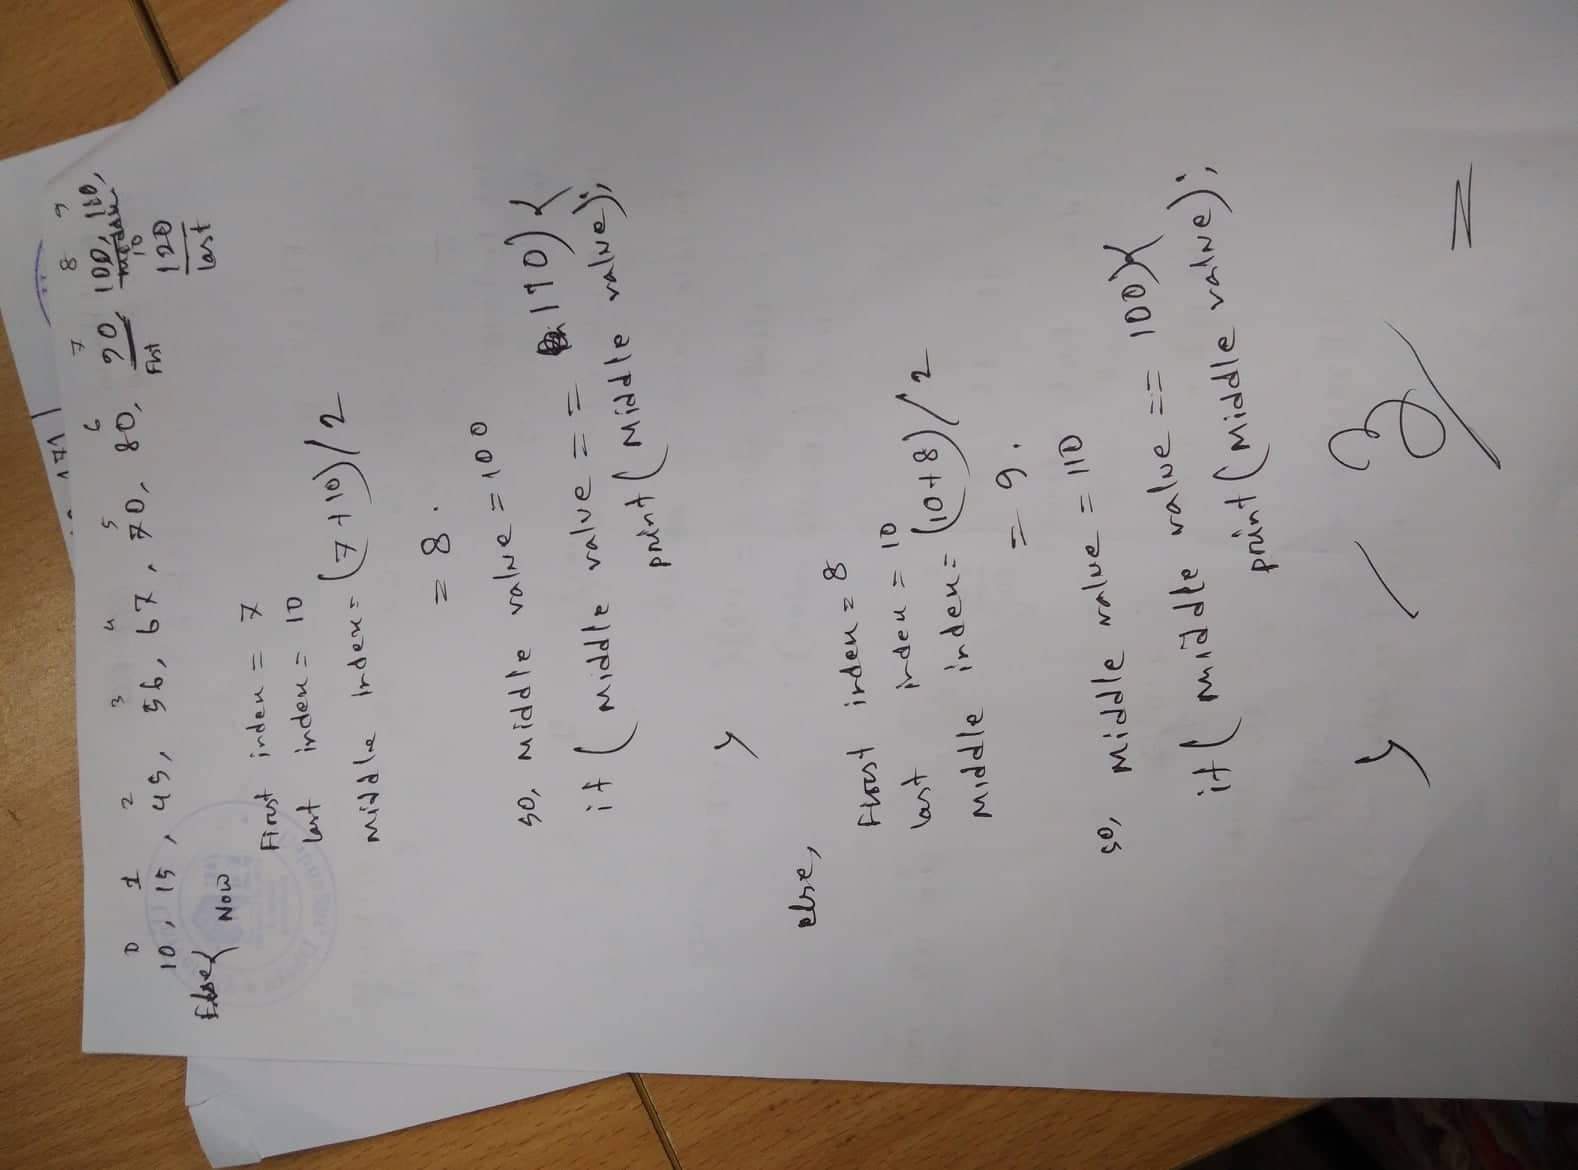 171
0 1 2 3 4 5 6 7 8 9
10, 15, 45, 56, 67, 70, 80, 90 100, 110,
First middle
10
120
last
Else{ Now
First index = 7
last index = 10
Middle index = (7+10)/2
= 8.
so, Middle value = 100
if ( Middle value == 110) {
print ( Middle value);
}
else,
First index = 8
last index = 10
Middle index = (10+8)/2
= 9.
so, Middle value = 110
if ( middle value == 100){
print ( Middle value);
}
3